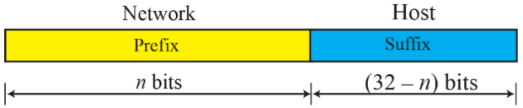 Network Host
Prefix Suffix
n bits (32 – n) bits